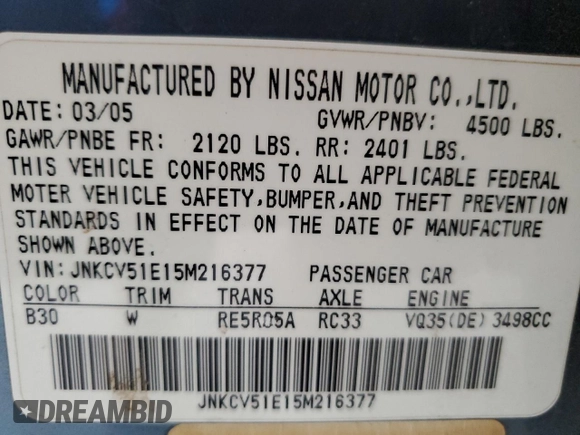 MANUFACTURED BY NISSAN MOTOR CO.,LTD.
DATE: 03/05 GVWR/PNBV: 4500 LBS.
GAWR/PNBE FR: 2120 LBS. RR: 2401 LBS.
THIS VEHICLE CONFORMS TO ALL APPLICABLE FEDERAL
MOTER VEHICLE SAFETY,BUMPER,AND THEFT PREVENTION
STANDARDS IN EFFECT ON THE DATE OF MANUFACTURE
SHOWN ABOVE.
VIN:JNKCV51E15M216377 PASSENGER CAR
COLOR TRIM TRANS AXLE ENGINE
B30 W RE5R05A RC33 VQ35(DE) 3498CC
JNKCV51E15M216377
DREAMBID